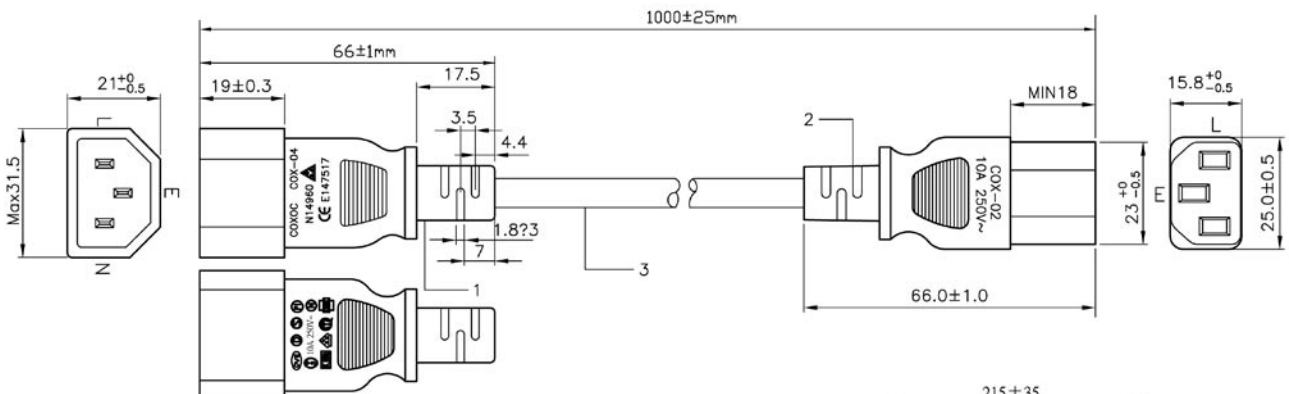 1000±25mm
66±1mm
21 +0 -0.5
19±0.3
17.5
MIN18
15.8 +0 -0.5
3.5
4.4
2
L
L
Max31.5
E
N
COXOC COX-04
N14960
CE E147517
COX-02
10A 250V~
23 +0 -0.5
E
25.0±0.5
1.8?3
7
3
1
66.0±1.0
10A 250V~
215±35